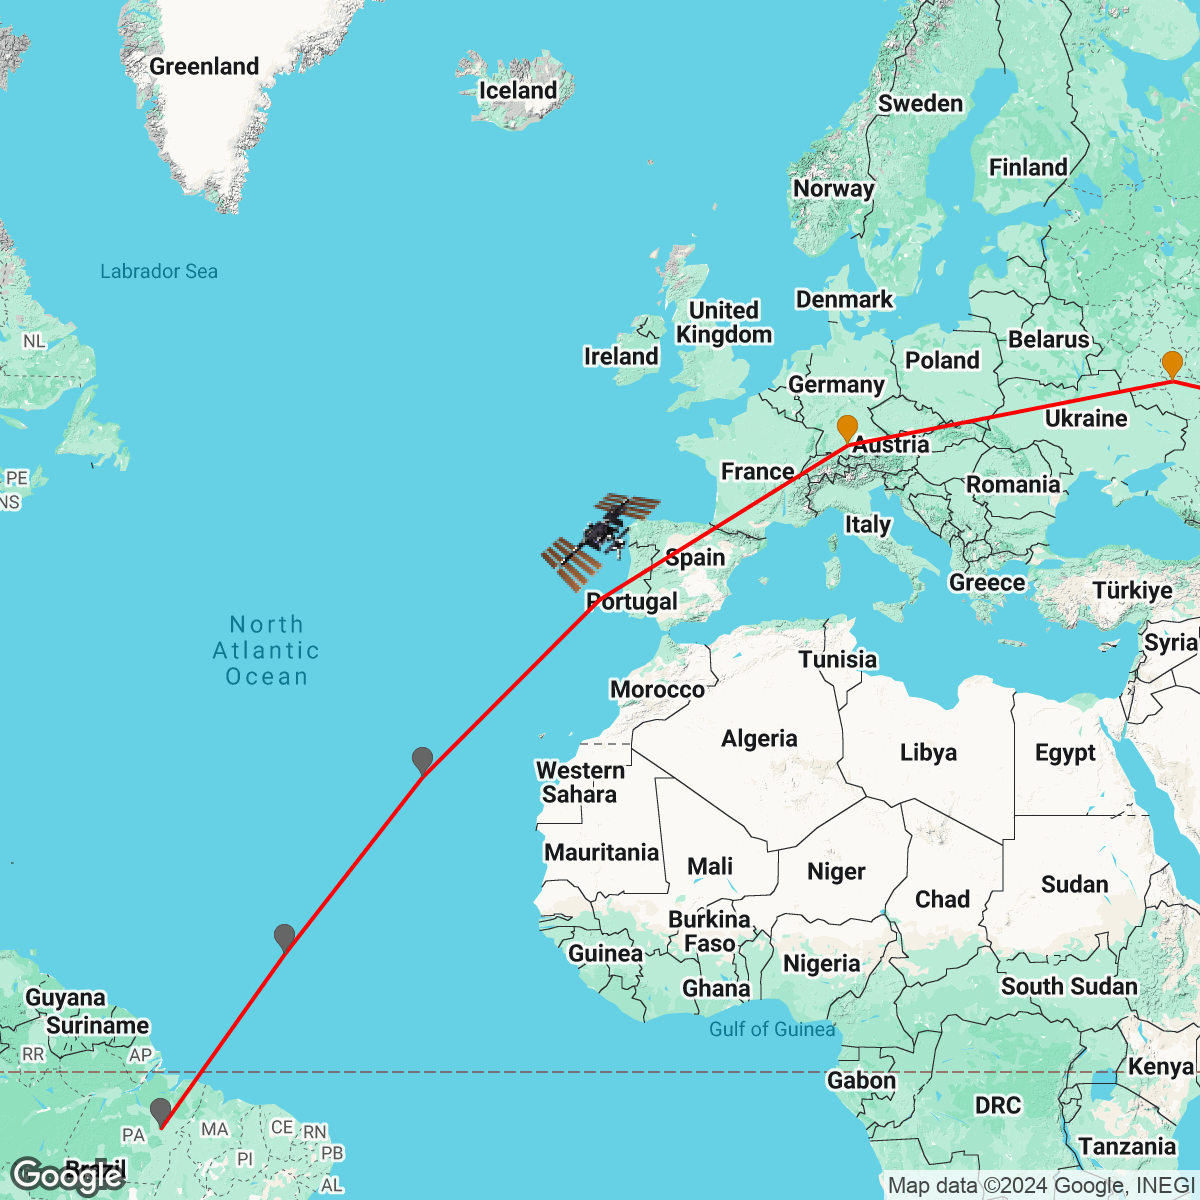 Greenland
Iceland
Sweden
Finland
Norway
Labrador Sea
Denmark
United
Kingdom
NL
Ireland
Belarus
Poland
Germany
Ukraine
Austria
France
PE
NS
Romania
Italy
Spain
Greece
Türkiye
Portugal
North
Atlantic
Ocean
Syria
Tunisia
Morocco
Algeria
Libya
Egypt
Western
Sahara
Mauritania
Mali
Niger
Sudan
Chad
Burkina
Faso
Guinea
Nigeria
Ghana
South Sudan
Guyana
Suriname
Gulf of Guinea
RR
AP
Kenya
Gabon
DRC
PA
MA
CE
RN
PB
PI
Tanzania
Brazil
AL
Google
Map data ©2024 Google, INEGI